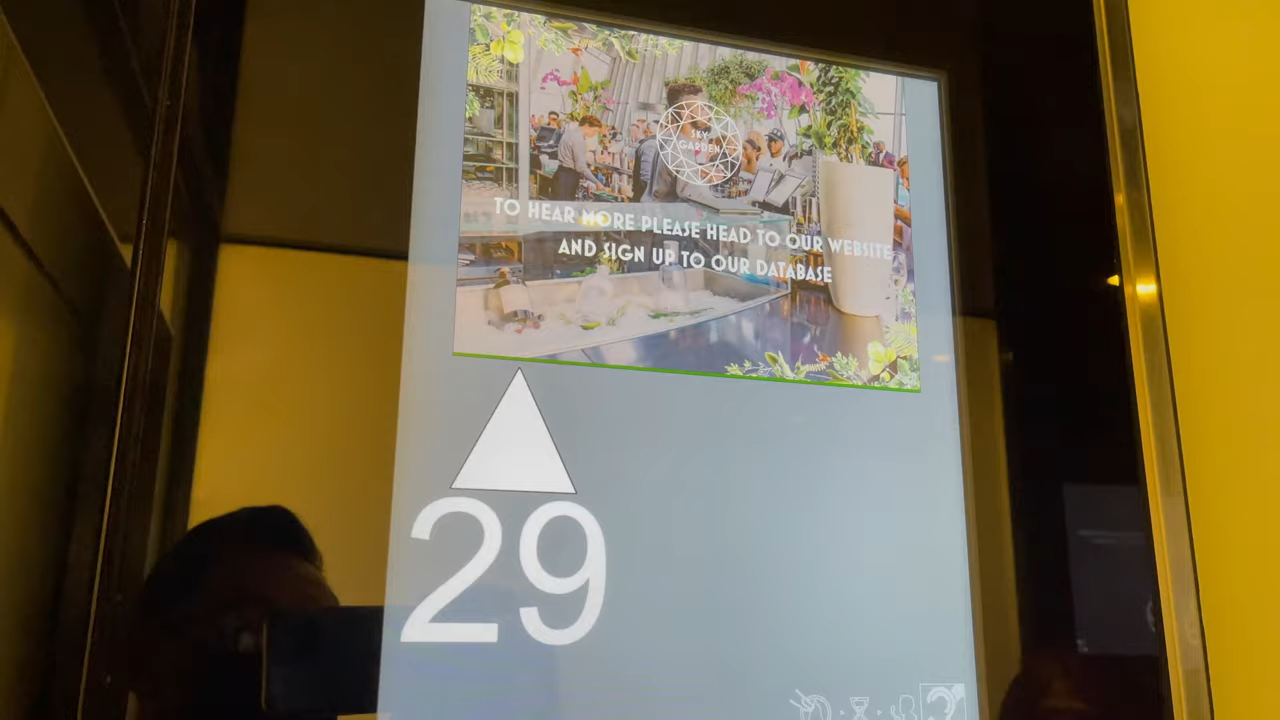 SKY
GARDEN
TO HEAR MORE PLEASE HEAD TO OUR WEBSITE
AND SIGN UP TO OUR DATABASE
29